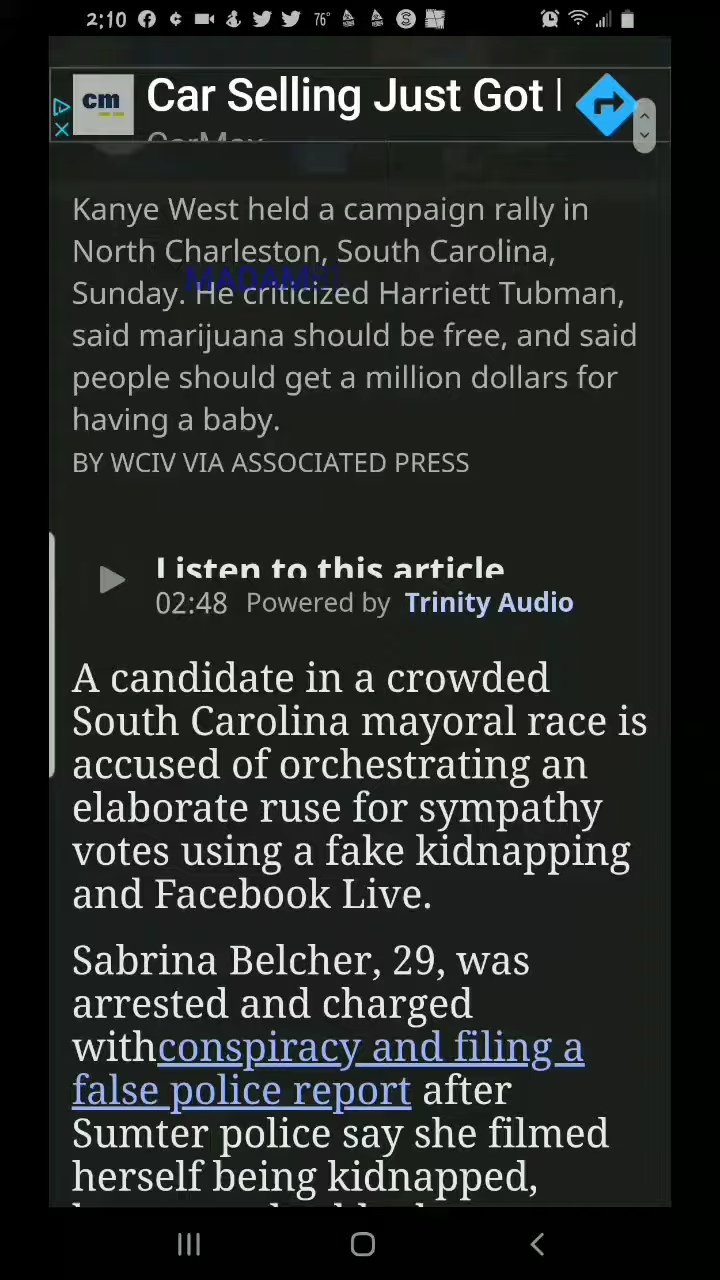 2:10
76°
cm
Car Selling Just Got
CarMax
Kanye West held a campaign rally in
North Charleston, South Carolina,
MADAM
Sunday. He criticized Harriett Tubman,
said marijuana should be free, and said
people should get a million dollars for
having a baby.
BY WCIV VIA ASSOCIATED PRESS
Listen to this article
02:48 Powered by Trinity Audio
A candidate in a crowded
South Carolina mayoral race is
accused of orchestrating an
elaborate ruse for sympathy
votes using a fake kidnapping
and Facebook Live.
Sabrina Belcher, 29, was
arrested and charged
withconspiracy and filing a
false police report after
Sumter police say she filmed
herself being kidnapped,